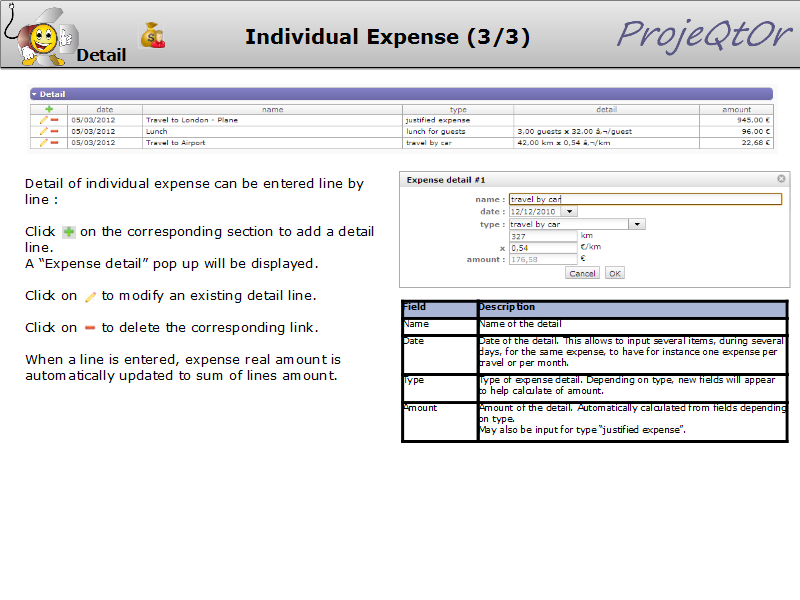 Detail
Individual Expense (3/3)
ProjeQtOr
Detail
date name type detail amount
05/03/2012 Travel to London - Plane justified expense 945,00 €
05/03/2012 Lunch lunch for guests 3,00 guests x 32,00 â‚¬/guest 96,00 €
05/03/2012 Travel to Airport travel by car 42,00 km x 0,54 â‚¬/km 22,68 €
Detail of individual expense can be entered line by
line :
Click on the corresponding section to add a detail
line.
A “Expense detail” pop up will be displayed.
Click on to modify an existing detail line.
Click on to delete the corresponding link.
When a line is entered, expense real amount is
automatically updated to sum of lines amount.
Expense detail #1
name : travel by car
date : 12/12/2010
type : travel by car
327 km
x 0,54 €/km
amount : 176,58 €
Cancel OK
Field Description
Name Name of the detail
Date Date of the detail. This allows to input several items, during several
days, for the same expense, to have for instance one expense per
travel or per month.
Type Type of expense detail. Depending on type, new fields will appear
to help calculate of amount.
Amount Amount of the detail. Automatically calculated from fields depending
on type.
May also be input for type “justified expense”.